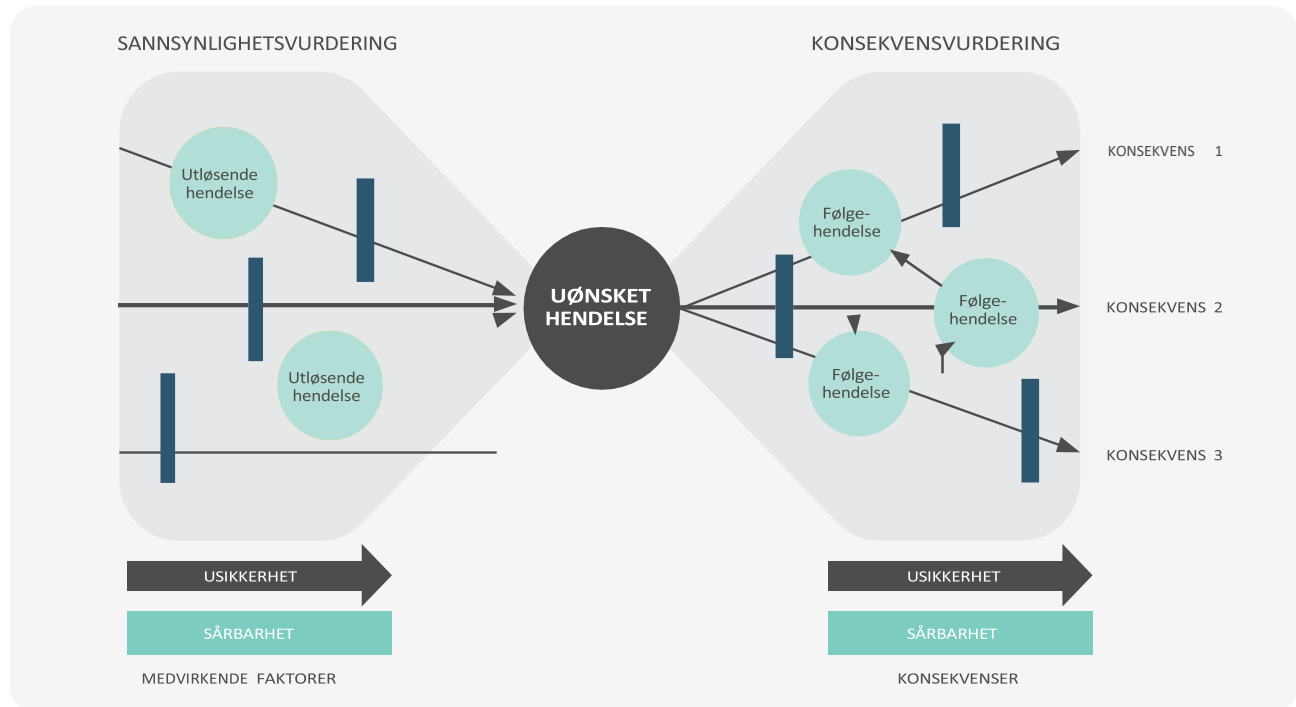 SANNSYNLIGHETSVURDERING
KONSEKVENSVURDERING
Utløsende
hendelse
Utløsende
hendelse
UØNSKET
HENDELSE
Følge-
hendelse
Følge-
hendelse
Følge-
hendelse
KONSEKVENS 1
KONSEKVENS 2
KONSEKVENS 3
USIKKERHET
SÅRBARHET
MEDVIRKENDE FAKTORER
USIKKERHET
SÅRBARHET
KONSEKVENSER